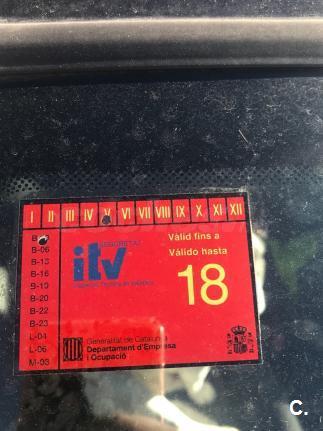 I II III IV V VI VII VIII IX X XI XII
B-06
B-13
B-16
B-19
B-20
B-22
B-23
L-04
L-06
M-03
SEGURETAT
itv
Vàlid fins a
Válido hasta
18
Generalitat de Catalunya
Departament d'Empresa
i Ocupació
C.